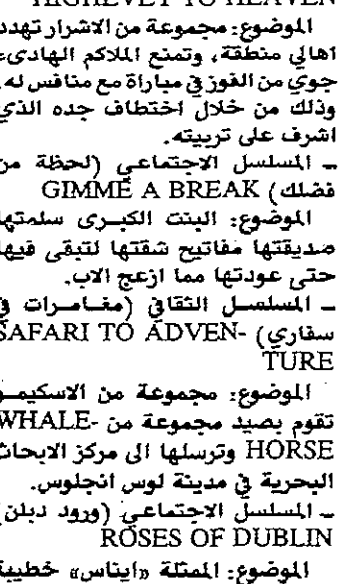 HIGHEVET TO HEAVEN
الموضوع: مجموعة من الاشرار تهدد
اهالي منطقة، وتمنع الملاكم الهادىء
جوي من الفوز في مباراة مع منافس له،
وذلك من خلال اختطاف جده الذي
اشرف على تربيته.
ـ المسلسل الاجتماعي (لحظة من
فضلك) GIMME A BREAK
الموضوع: البنت الكبرى سلمتها
صديقتها مفاتيح شقتها لتبقى فيها
حتى عودتها مما ازعج الاب.
ـ المسلسل الثقافي (مغامرات في
سفاري) SAFARI TO ADVEN-
TURE
الموضوع: مجموعة من الاسكيمو
تقوم بصيد مجموعة من WHALE-
HORSE وترسلها الى مركز الابحاث
البحرية في مدينة لوس انجلوس.
ـ المسلسل الاجتماعي (ورود دبلن)
ROSES OF DUBLIN
الموضوع: الممثلة «ايناس» خطيبة